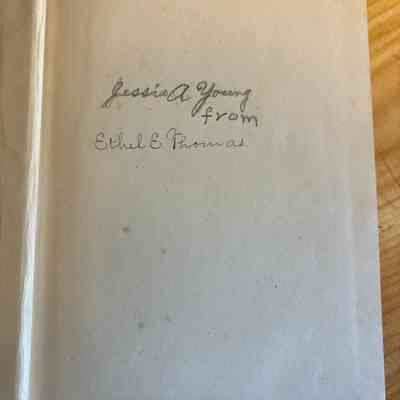 Jessie A Young
from
Ethel E Thomas